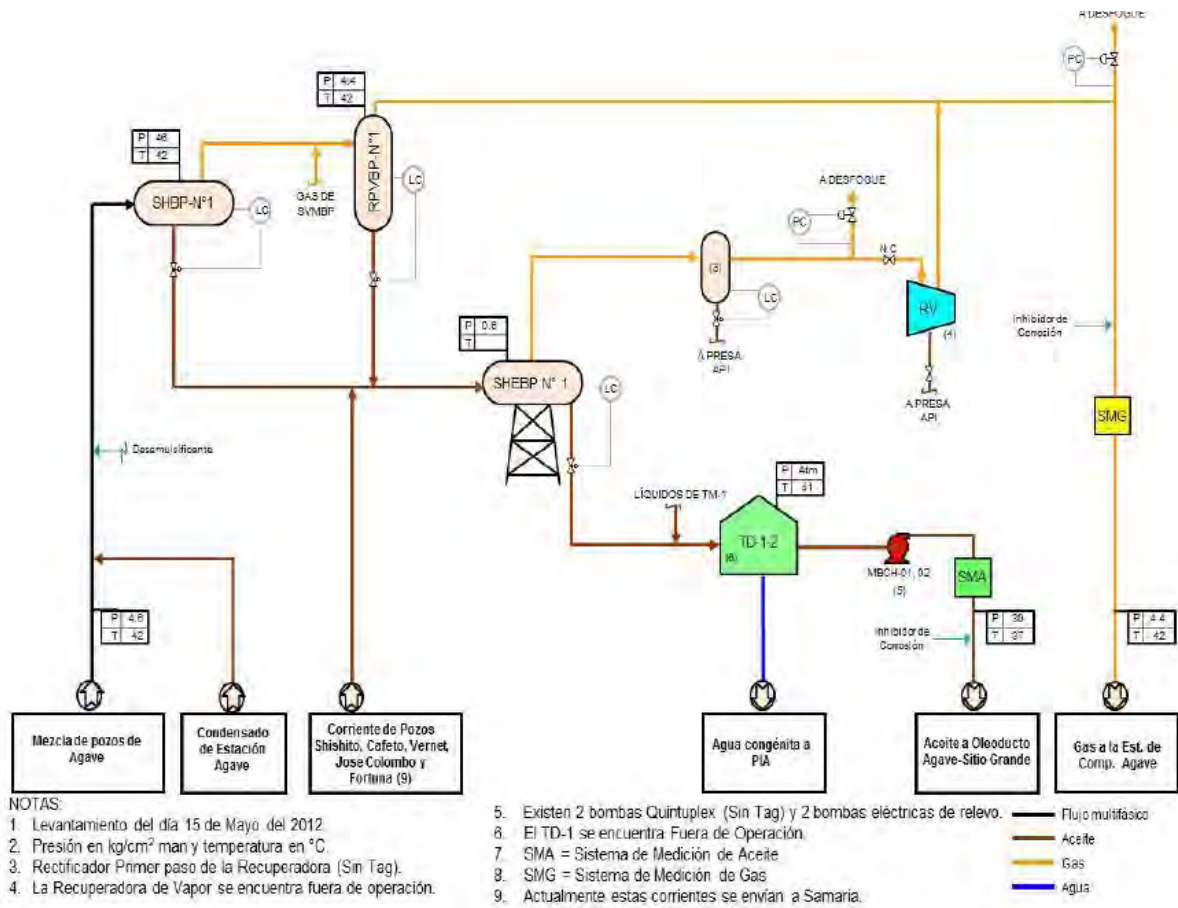 A DESFOGUE
PC
P 4.4
T 42
P 46
T 42
RPVBP-N°1
SHBP-N°1
LC
LC
GAS DE
SVMBP
A DESFOGUE
PC
N.C
(3)
LC
RV
(4)
Inhibidor de
Corrosión
A PRESA
API
A PRESA
API
P 0.6
T
SHEBP N° 1
LC
SMG
Desemulsificante
LÍQUIDOS DE TM-1
P Atm
T 41
TD-1-2
(6)
MBCH-01, 02
(5)
SMA
P 4.6
T 42
Inhibidor de
Corrosión
P 30
T 37
P 4.4
T 42
Mezcla de pozos de
Agave
Condensado
de Estación
Agave
Corriente de Pozos
Shishito, Cafeto, Vernet,
Jose Colombo y
Fortuna (9)
Agua congénita a
PIA
Aceite a Oleoducto
Agave-Sitio Grande
Gas a la Est. de
Comp. Agave
NOTAS:
1. Levantamiento del día 15 de Mayo del 2012.
2. Presión en kg/cm² man y temperatura en °C.
3. Rectificador Primer paso de la Recuperadora (Sin Tag).
4. La Recuperadora de Vapor se encuentra fuera de operación.
5. Existen 2 bombas Quintuplex (Sin Tag) y 2 bombas eléctricas de relevo.
6. El TD-1 se encuentra Fuera de Operación.
7. SMA = Sistema de Medición de Aceite
8. SMG = Sistema de Medición de Gas
9. Actualmente estas corrientes se envían a Samaria.
Flujo multifásico
Aceite
Gas
Agua